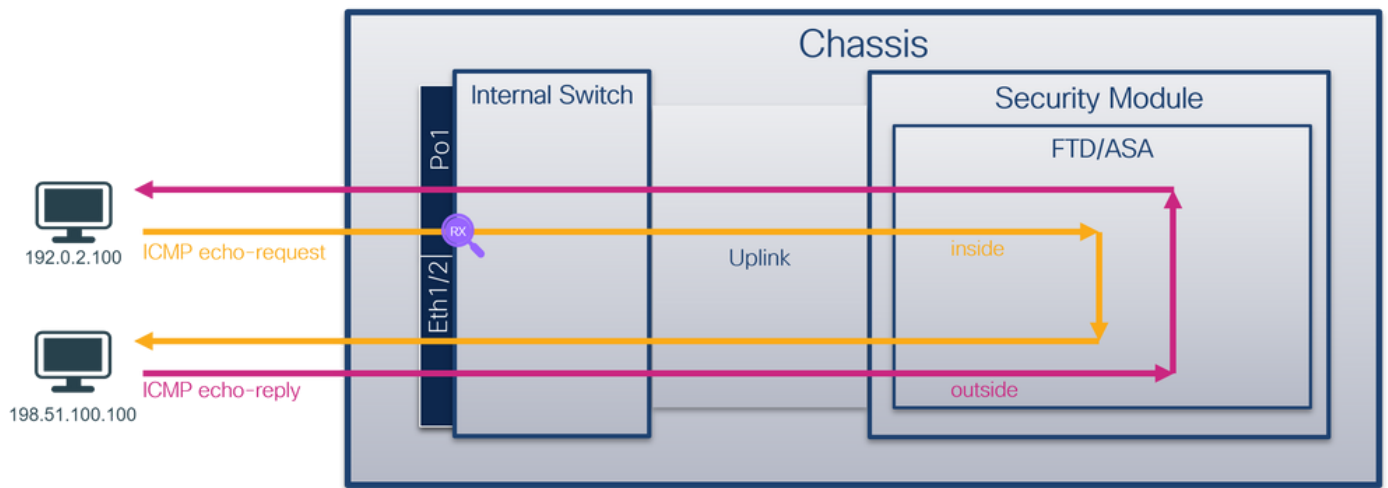 Chassis
Internal Switch
Security Module
FTD/ASA
Po1
192.0.2.100
ICMP echo-request
RX
Uplink
inside
Eth1/2
198.51.100.100
ICMP echo-reply
outside